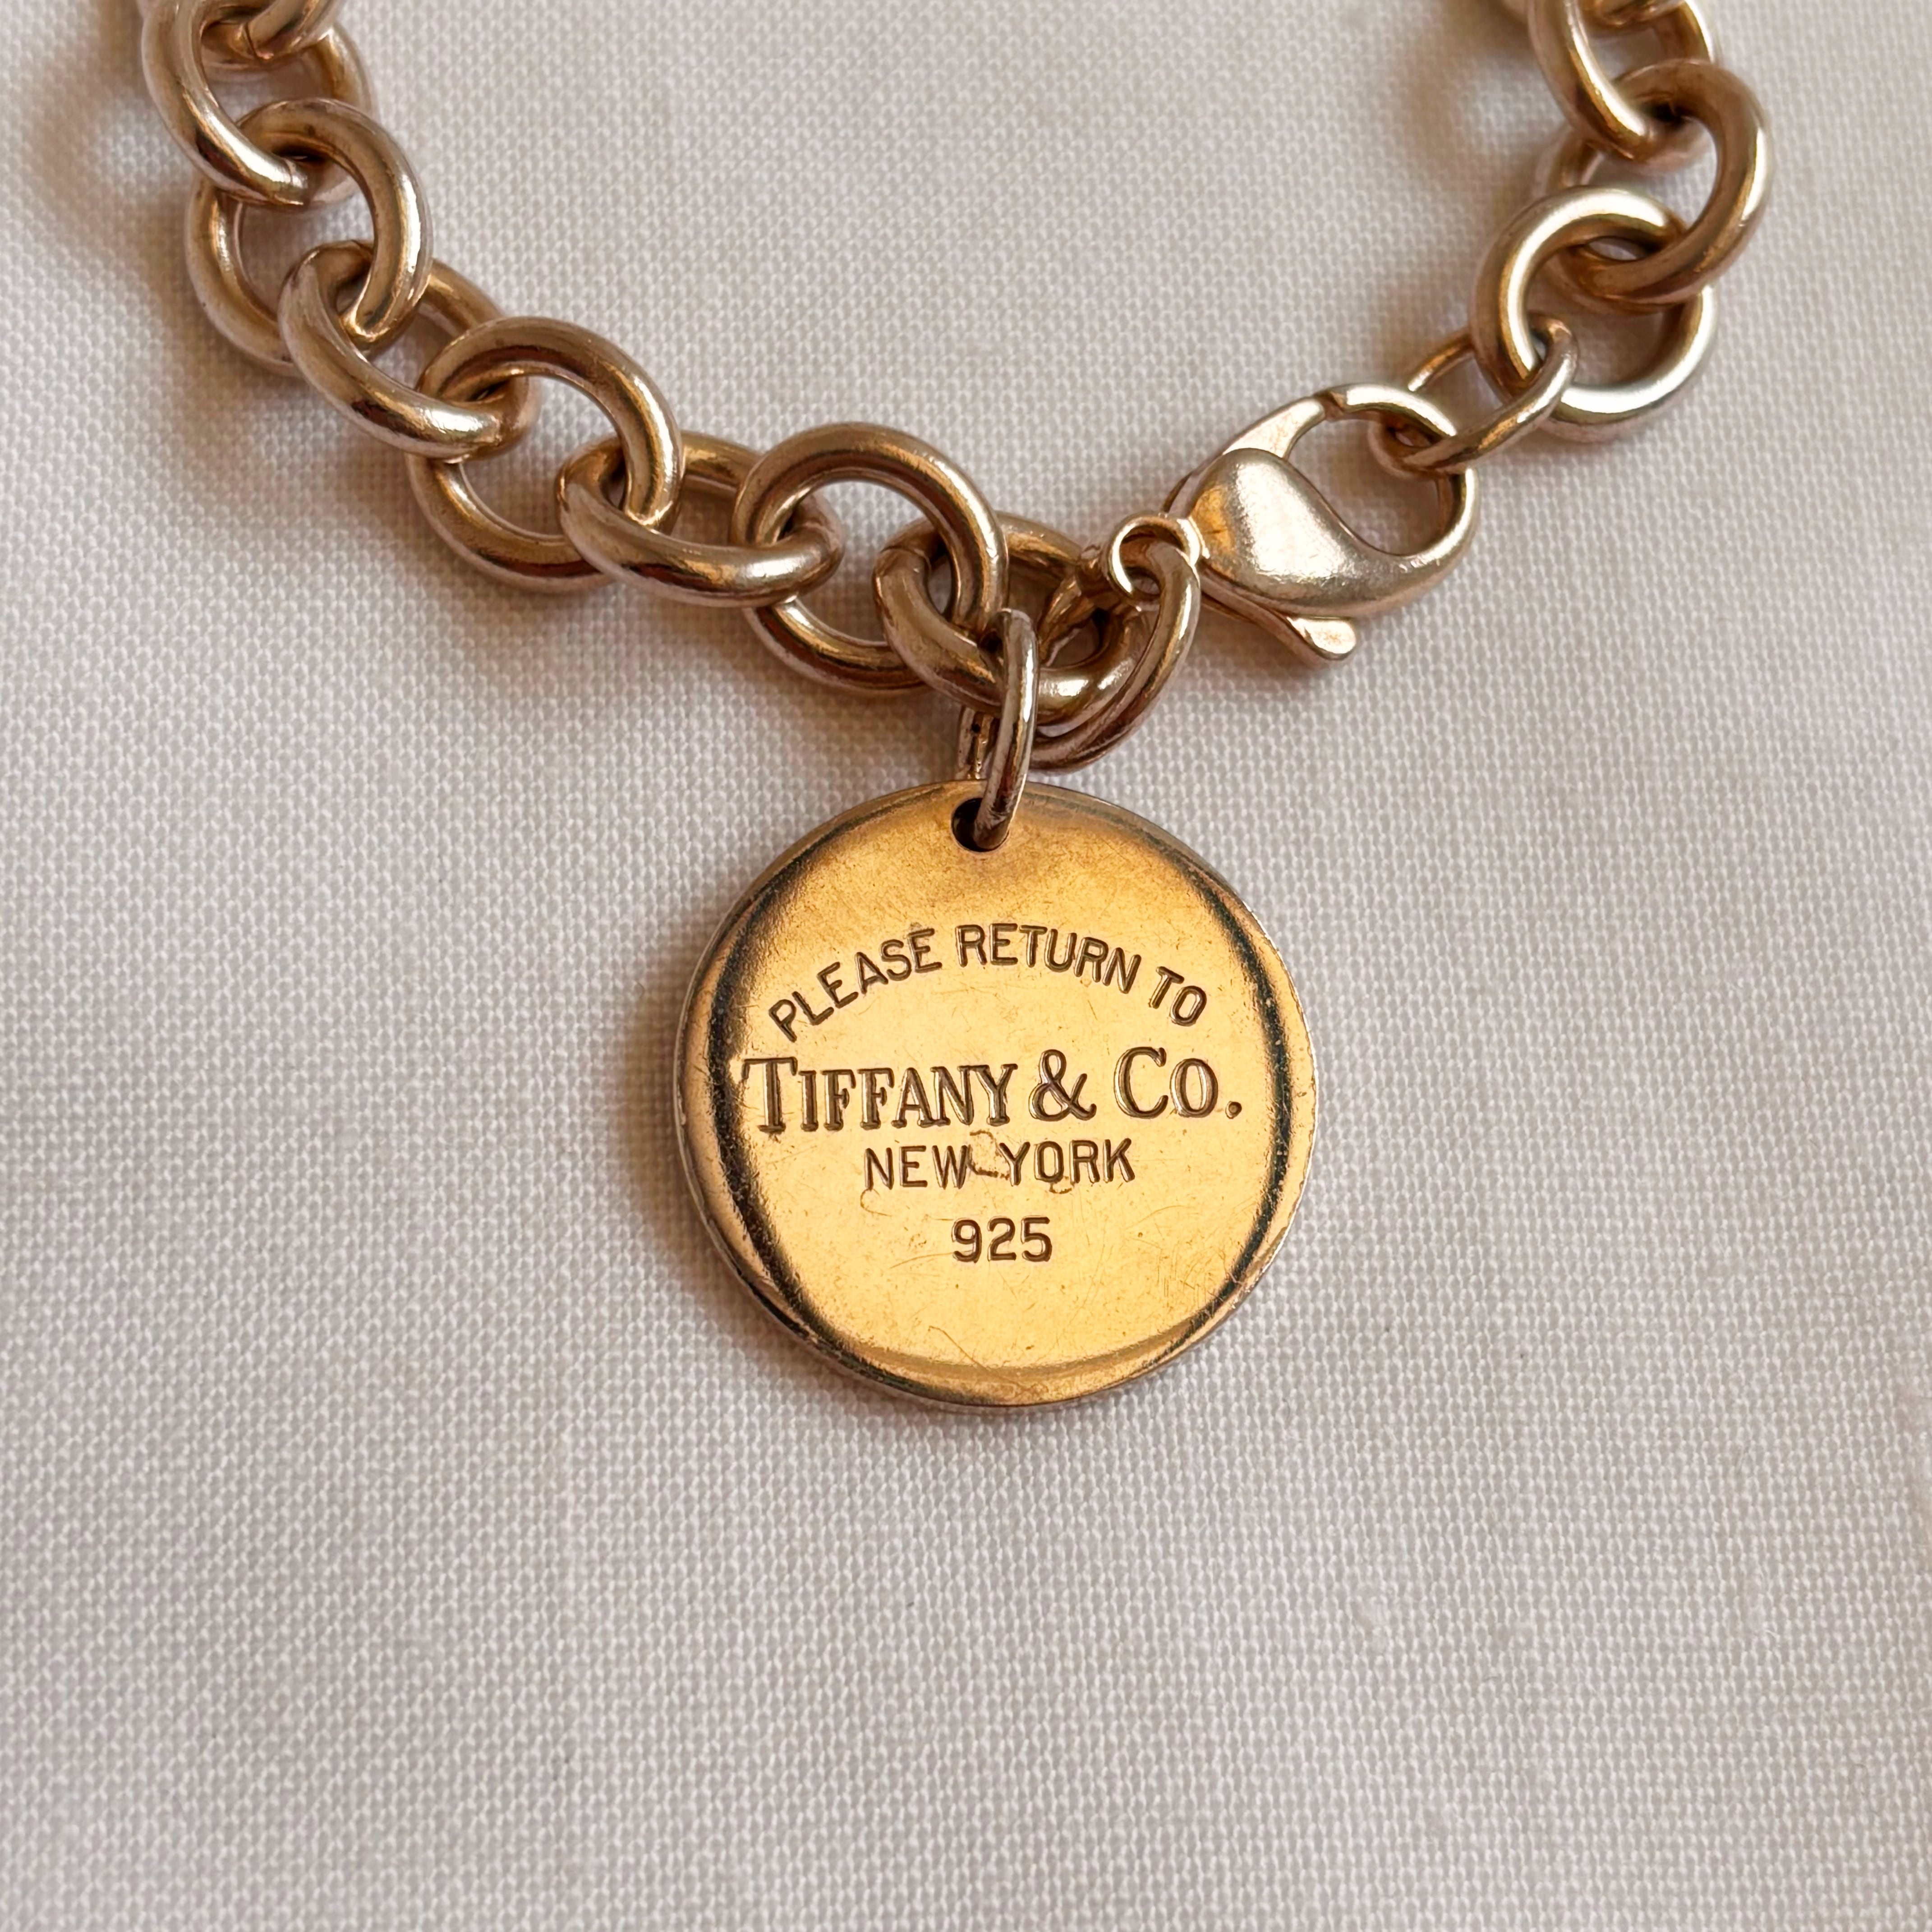 PLEASE RETURN TO
TIFFANY & CO.
NEW YORK
925